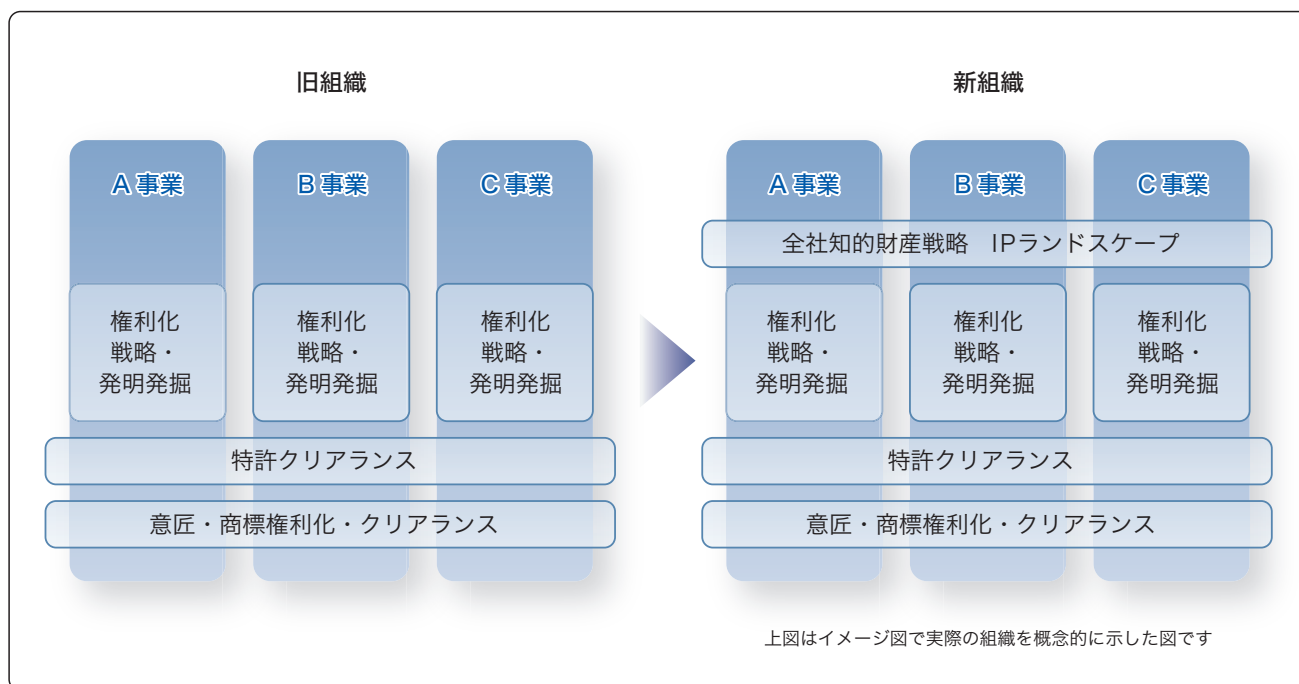 旧組織
A 事業
B 事業
C 事業
権利化
戦略・
発明発掘
権利化
戦略・
発明発掘
権利化
戦略・
発明発掘
特許クリアランス
意匠・商標権利化・クリアランス
新組織
A 事業
B 事業
C 事業
全社知的財産戦略　IPランドスケープ
権利化
戦略・
発明発掘
権利化
戦略・
発明発掘
権利化
戦略・
発明発掘
特許クリアランス
意匠・商標権利化・クリアランス
上図はイメージ図で実際の組織を概念的に示した図です